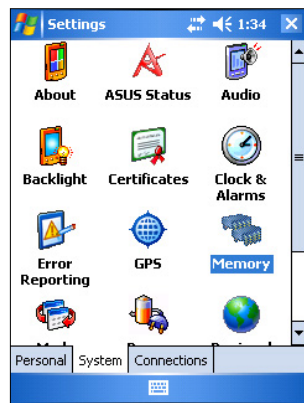 Settings 1:34
About ASUS Status Audio
Backlight Certificates Clock &
Alarms
Error GPS Memory
Reporting
Personal System Connections